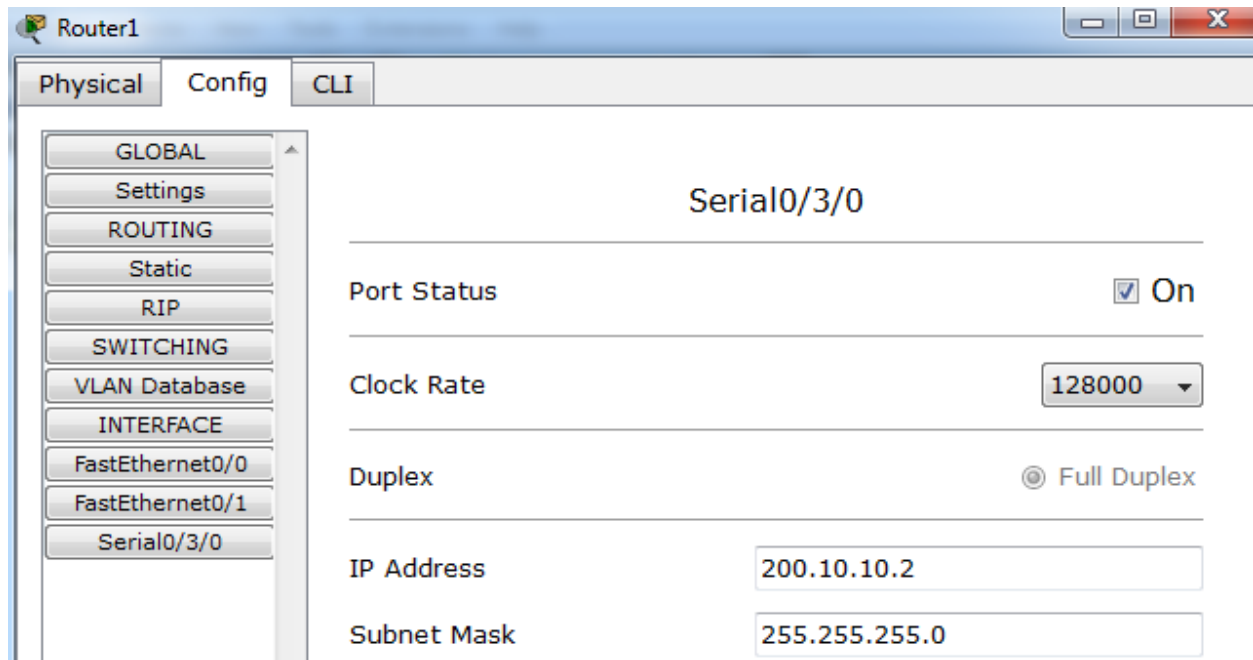 Router1
Physical Config CLI
GLOBAL
Settings
ROUTING
Static
RIP
SWITCHING
VLAN Database
INTERFACE
FastEthernet0/0
FastEthernet0/1
Serial0/3/0
Serial0/3/0
Port Status On
Clock Rate 128000
Duplex Full Duplex
IP Address 200.10.10.2
Subnet Mask 255.255.255.0